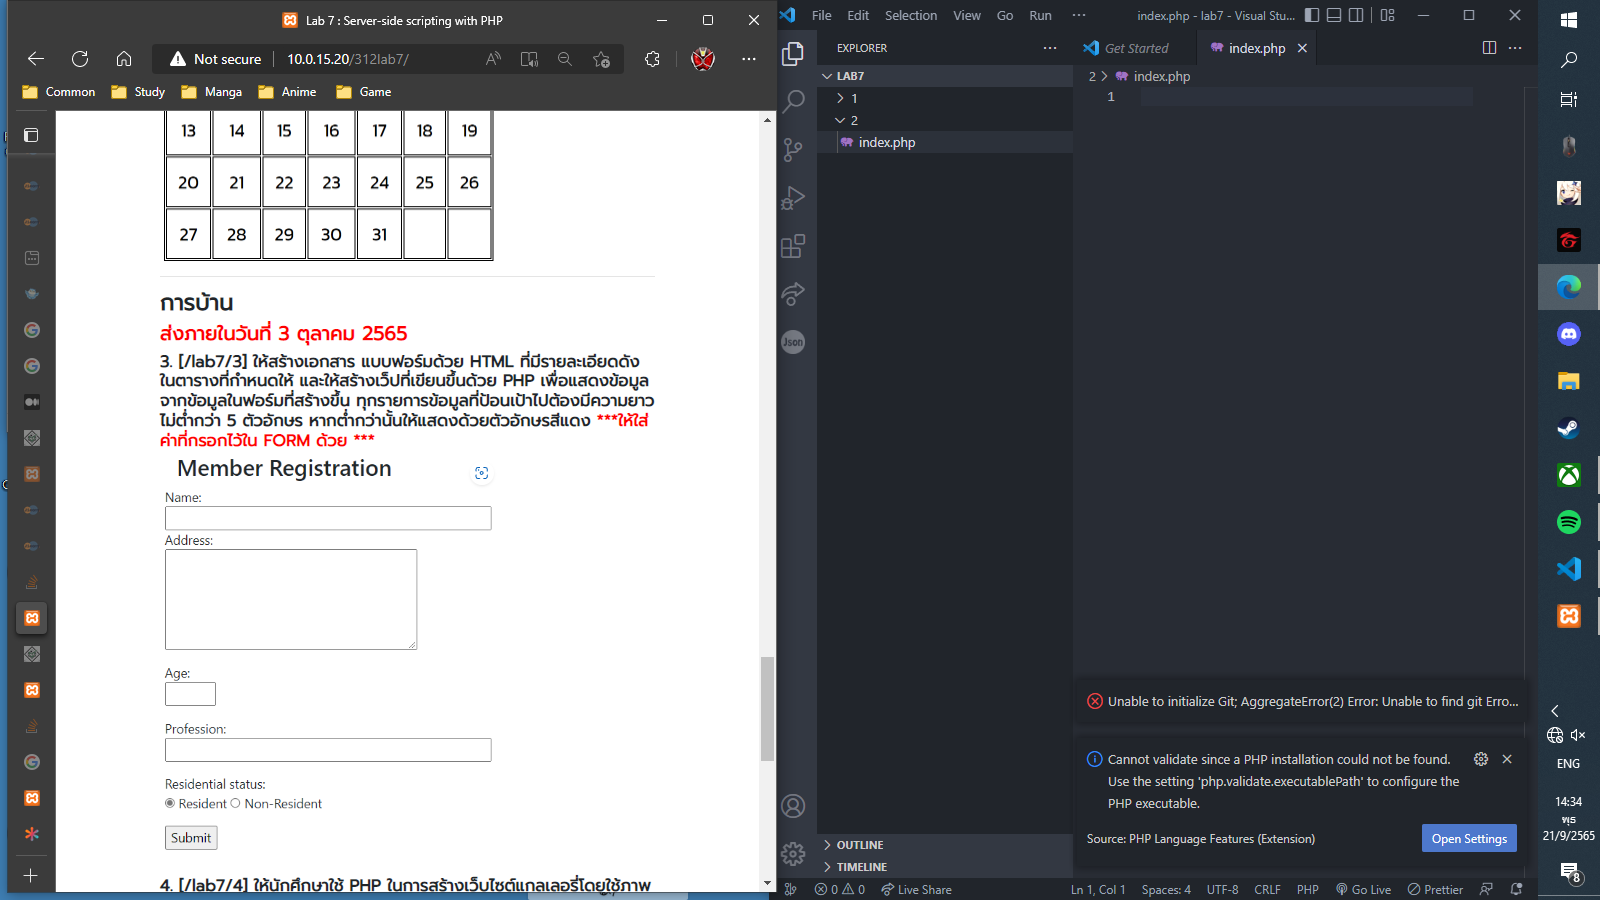 Lab 7 : Server-side scripting with PHP
Not secure
10.0.15.20/312lab7/
Common Study Manga Anime Game
13 14 15 16 17 18 19
20 21 22 23 24 25 26
27 28 29 30 31
การบ้าน
ส่งภายในวันที่ 3 ตุลาคม 2565
3. [/lab7/3] ให้สร้างเอกสาร แบบฟอร์มด้วย HTML ที่มีรายละเอียดดัง
ในตารางที่กำหนดให้ และให้สร้างเว็ปที่เขียนขึ้นด้วย PHP เพื่อแสดงข้อมูล
จากข้อมูลในฟอร์มที่สร้างขึ้น ทุกรายการข้อมูลที่ป้อนเป้าไปต้องมีความยาว
ไม่ต่ำกว่า 5 ตัวอักษร หากต่ำกว่านั้นให้แสดงด้วยตัวอักษรสีแดง ***ให้ใส่
ค่าที่กรอกไว้ใน FORM ด้วย ***
Member Registration
Name:
Address:
Age:
Profession:
Residential status:
Resident Non-Resident
Submit
4. [/lab7/4] ให้นักศึกษาใช้ PHP ในการสร้างเว็บไซต์แกลเลอรี่โดยใช้ภาพ
File Edit Selection View Go Run ··· index.php - lab7 - Visual Stu...
EXPLORER
LAB7
1
2
index.php
OUTLINE
TIMELINE
Json
Get Started index.php
2 > index.php
1
Unable to initialize Git; AggregateError(2) Error: Unable to find git Erro...
Cannot validate since a PHP installation could not be found.
Use the setting 'php.validate.executablePath' to configure the
PHP executable.
Source: PHP Language Features (Extension)
Open Settings
0 0 Live Share Ln 1, Col 1 Spaces: 4 UTF-8 CRLF PHP Go Live Prettier
ENG
14:34
พุธ
21/9/2565
8